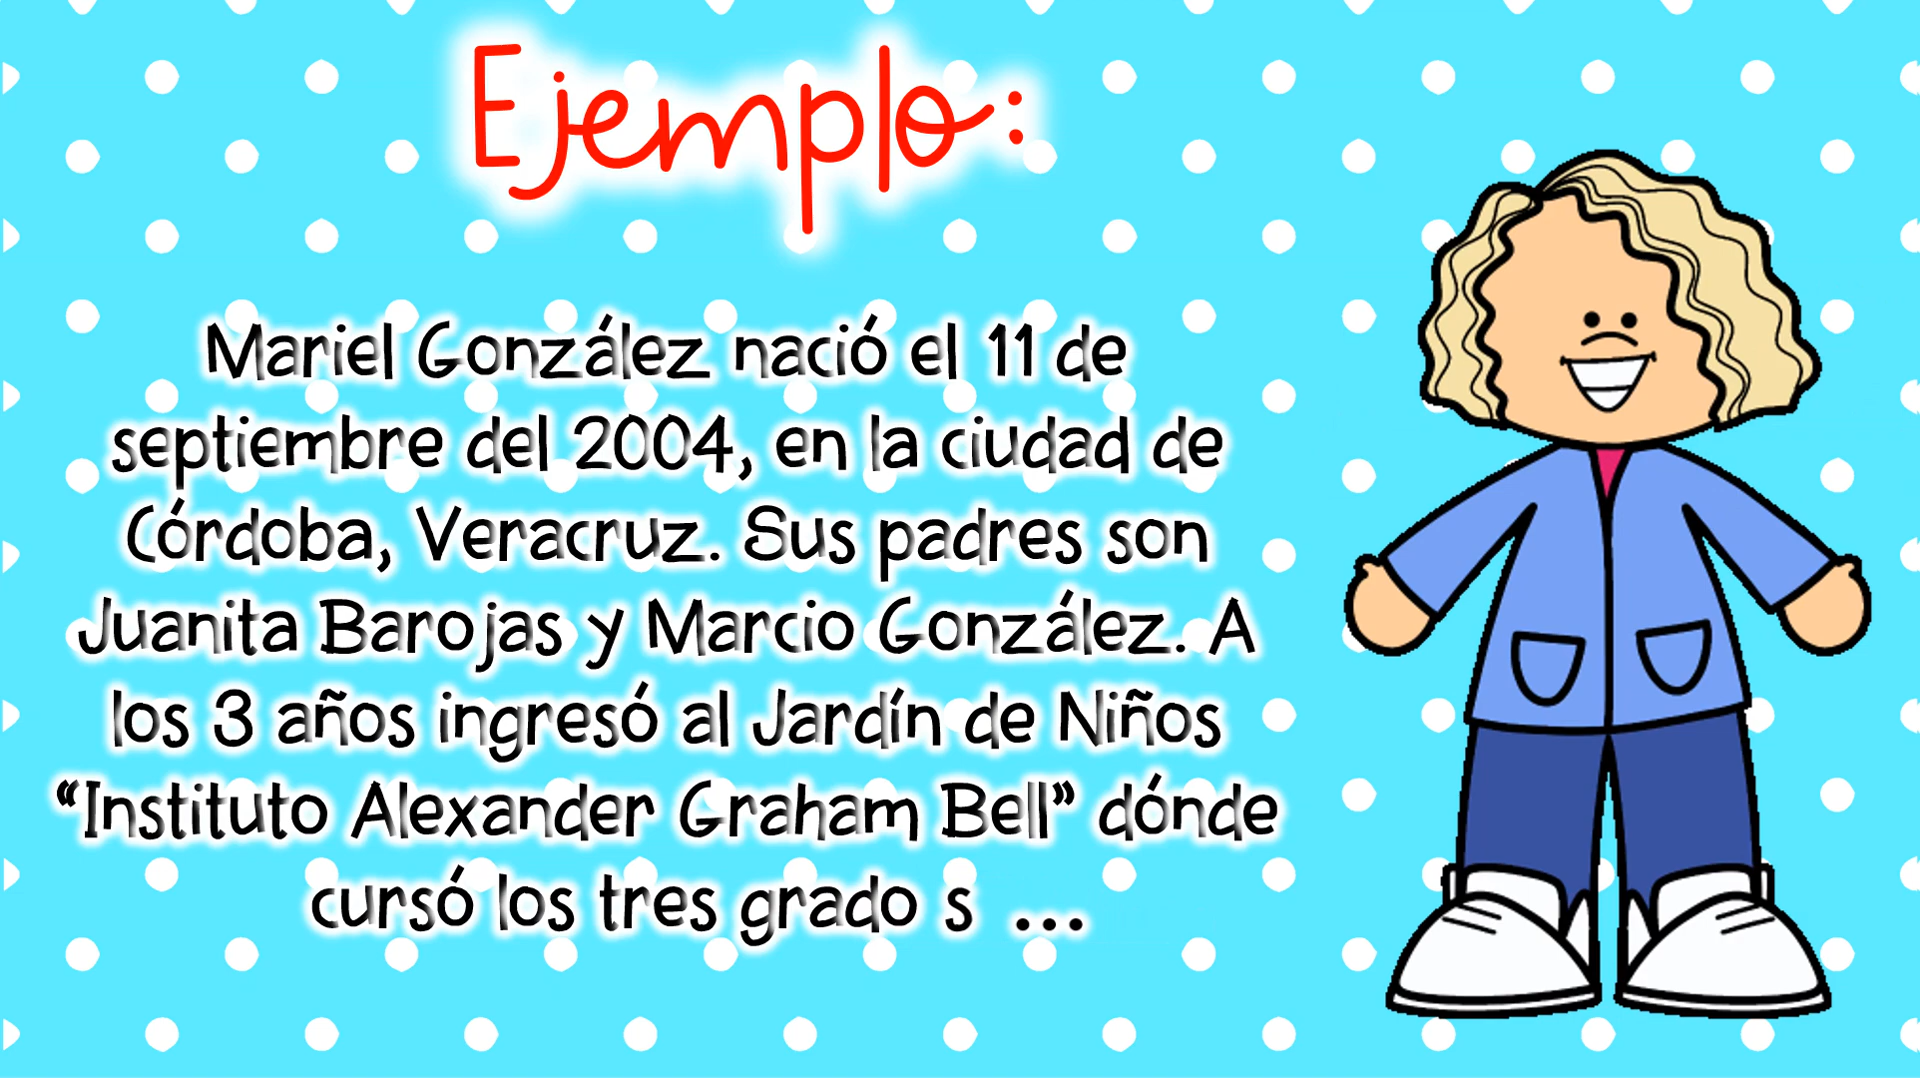 Ejemplo:
Mariel González nació el 11 de
septiembre del 2004, en la ciudad de
Córdoba, Veracruz. Sus padres son
Juanita Barojas y Marcio González. A
los 3 años ingresó al Jardín de Niños
“Instituto Alexander Graham Bell” dónde
cursó los tres grado s ...